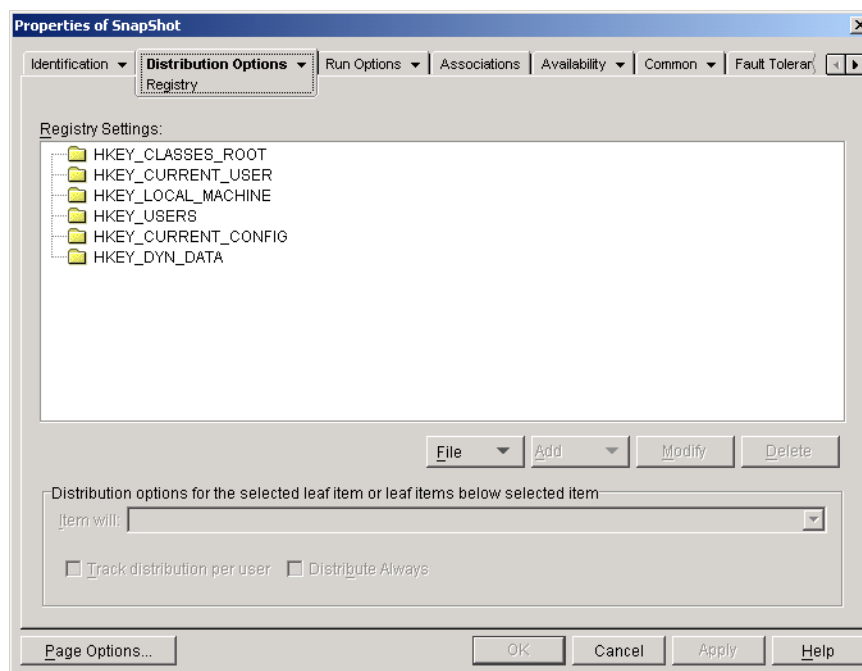 Properties of SnapShot
Identification Distribution Options Run Options Associations Availability Common Fault Toleran
Registry
Registry Settings:
HKEY_CLASSES_ROOT
HKEY_CURRENT_USER
HKEY_LOCAL_MACHINE
HKEY_USERS
HKEY_CURRENT_CONFIG
HKEY_DYN_DATA
File Add Modify Delete
Distribution options for the selected leaf item or leaf items below selected item
Item will:
Track distribution per user Distribute Always
Page Options... OK Cancel Apply Help